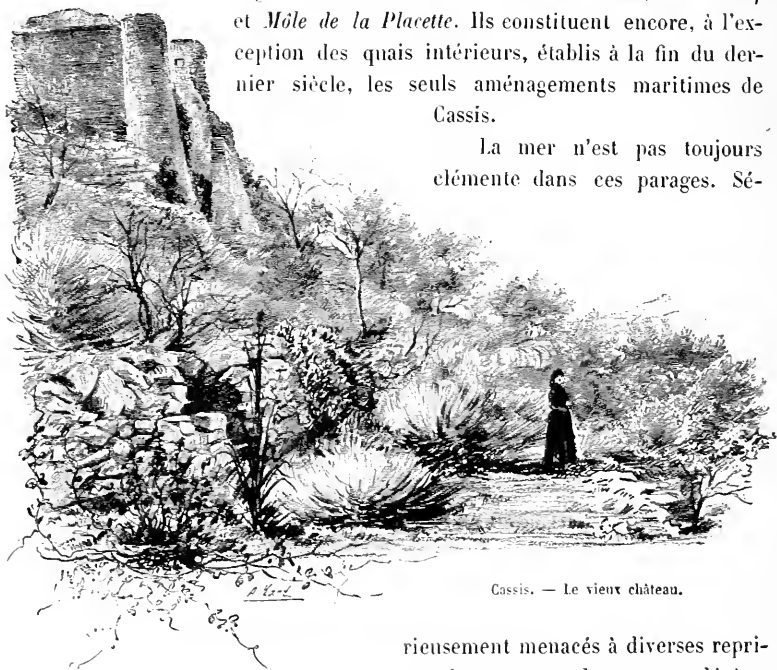 et Môle de la Placette. Ils constituent encore, à l'ex-
ception des quais intérieurs, établis à la fin du der-
nier siècle, les seuls aménagements maritimes de
Cassis.
La mer n'est pas toujours
clémente dans ces parages. Sé-
Cassis. — Le vieux château.
rieusement menacés à diverses repri-